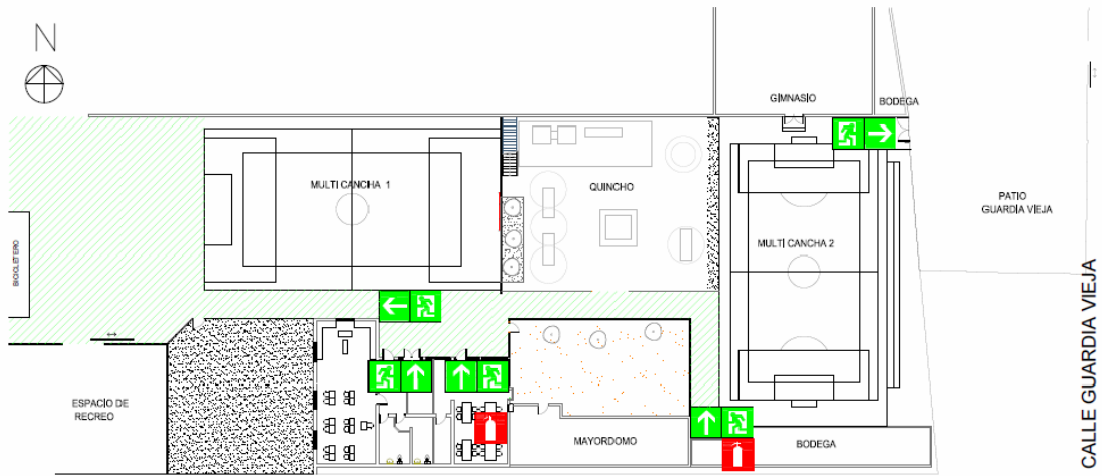 N
GIMNASIO
BODEGA
MULTI CANCHA 1
QUINCHO
PATIO
GUARDIA VIEJA
MULTI CANCHA 2
BICICLETERO
CALLE GUARDIA VIEJA
ESPACIO DE
RECREO
MAYORDOMO
BODEGA